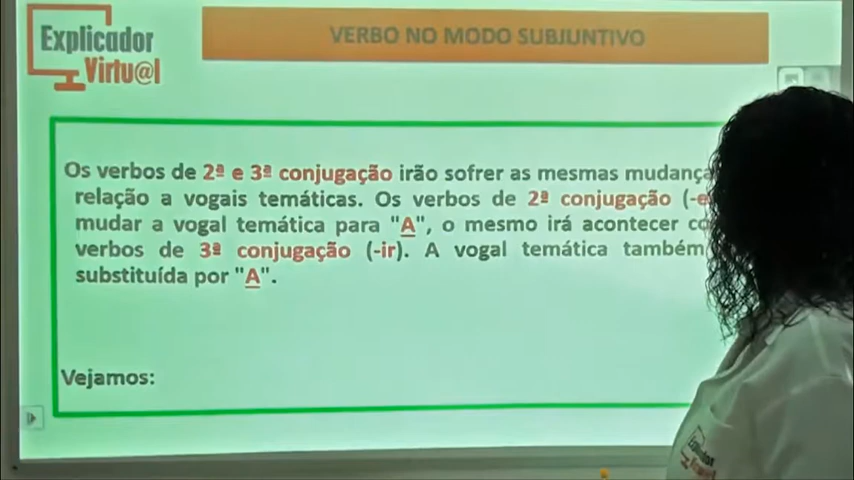 Explicador
Virtu@l
VERBO NO MODO SUBJUNTIVO
Os verbos de 2ª e 3ª conjugação irão sofrer as mesmas
relação a vogais temáticas. Os verbos de 2ª conjugação
mudar a vogal temática para "A", o mesmo irá acontecer
verbos de 3ª conjugação (-ir). A vogal temática também
substituída por "A".
Vejamos:
Explicador